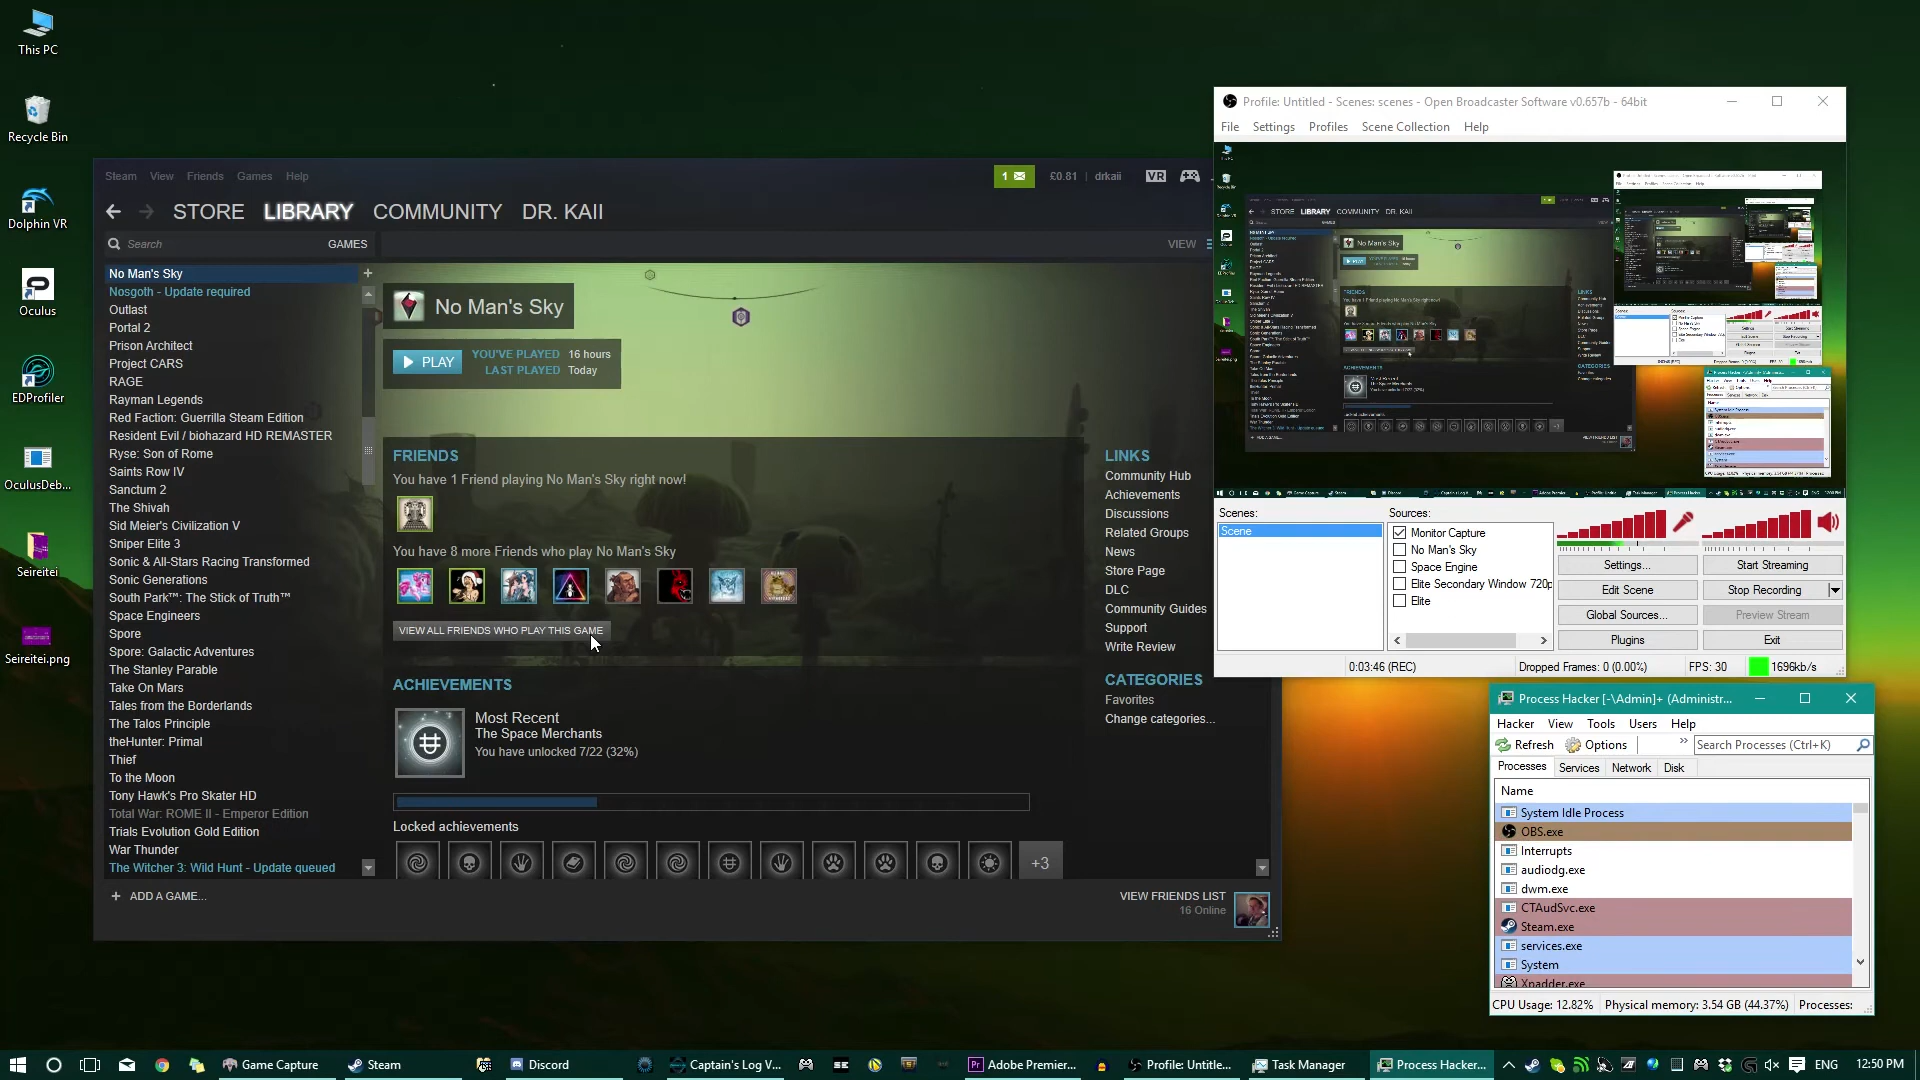 This PC
Recycle Bin
Dolphin VR
Oculus
EDProfiler
OculusDeb...
Seireitei
Seireitei.png
Steam View Friends Games Help
1 £0.81 | drkaii VR
STORE LIBRARY COMMUNITY DR. KAII
Search GAMES VIEW
No Man's Sky +
Nosgoth - Update required
Outlast
Portal 2
Prison Architect
Project CARS
RAGE
Rayman Legends
Red Faction: Guerrilla Steam Edition
Resident Evil / biohazard HD REMASTER
Ryse: Son of Rome
Saints Row IV
Sanctum 2
The Shivah
Sid Meier's Civilization V
Sniper Elite 3
Sonic & All-Stars Racing Transformed
Sonic Generations
South Park™: The Stick of Truth™
Space Engineers
Spore
Spore: Galactic Adventures
The Stanley Parable
Take On Mars
Tales from the Borderlands
The Talos Principle
theHunter: Primal
Thief
To the Moon
Tony Hawk's Pro Skater HD
Total War: ROME II - Emperor Edition
Trials Evolution Gold Edition
War Thunder
The Witcher 3: Wild Hunt - Update queued
+ ADD A GAME...
No Man's Sky
PLAY
YOU'VE PLAYED 16 hours
LAST PLAYED Today
FRIENDS
You have 1 Friend playing No Man's Sky right now!
You have 8 more Friends who play No Man's Sky
VIEW ALL FRIENDS WHO PLAY THIS GAME
ACHIEVEMENTS
Most Recent
The Space Merchants
You have unlocked 7/22 (32%)
Locked achievements
+3
LINKS
Community Hub
Achievements
Discussions
Related Groups
News
Store Page
DLC
Community Guides
Support
Write Review
CATEGORIES
Favorites
Change categories...
VIEW FRIENDS LIST
16 Online
Profile: Untitled - Scenes: scenes - Open Broadcaster Software v0.657b - 64bit
File Settings Profiles Scene Collection Help
STORE LIBRARY COMMUNITY DR. KAII
No Man's Sky
Scenes:
Scene
Sources:
Monitor Capture
No Man's Sky
Space Engine
Elite Secondary Window 720p
Elite
Settings... Start Streaming
Edit Scene Stop Recording
Global Sources... Preview Stream
Plugins Exit
0:03:46 (REC) Dropped Frames: 0 (0.00%) FPS: 30 1696kb/s
Process Hacker [-\Admin]+ (Administr...
Hacker View Tools Users Help
Refresh Options » Search Processes (Ctrl+K)
Processes Services Network Disk
Name
System Idle Process
OBS.exe
Interrupts
audiodg.exe
dwm.exe
CTAudSvc.exe
Steam.exe
services.exe
System
Xpadder.exe
CPU Usage: 12.82% Physical memory: 3.54 GB (44.37%) Processes:
Game Capture Steam Discord Captain's Log V... SE Pr Adobe Premier... Profile: Untitle... Task Manager Process Hacker... ENG 12:50 PM